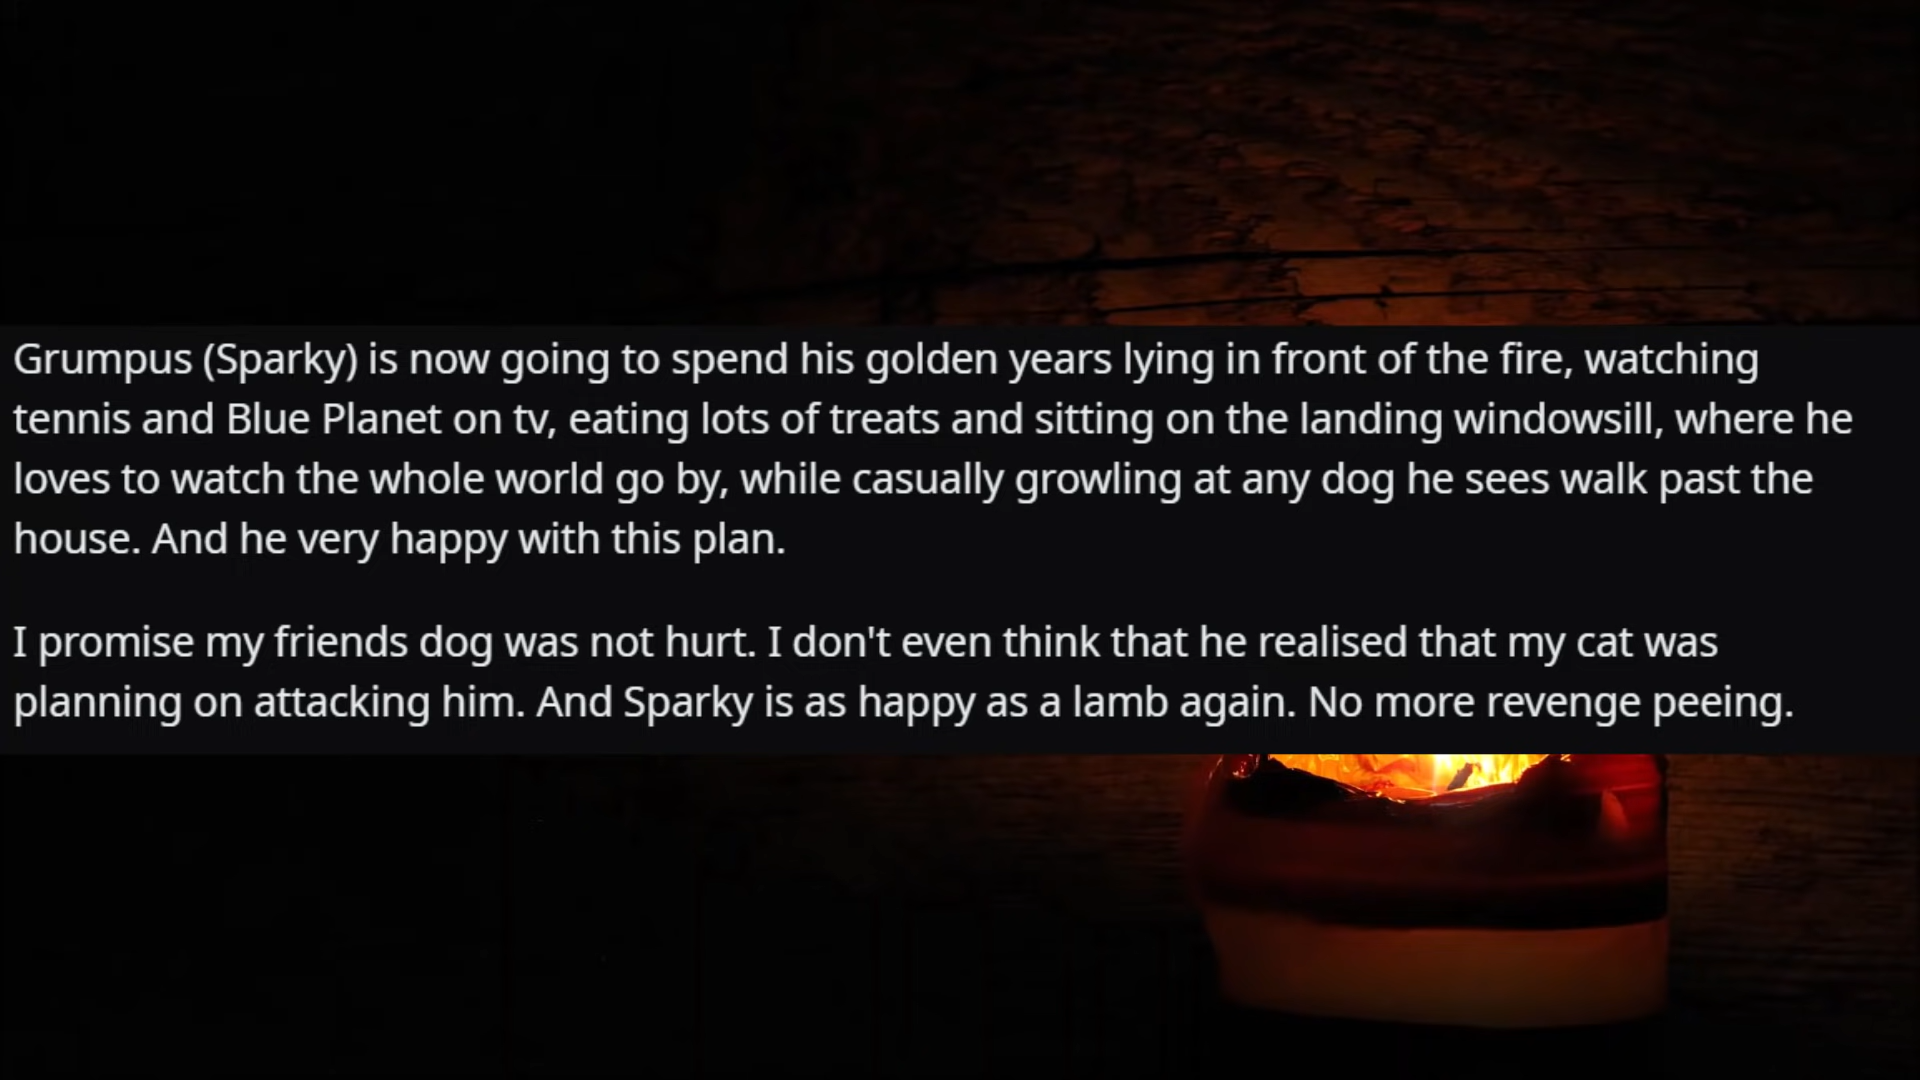 Grumpus (Sparky) is now going to spend his golden years lying in front of the fire, watching
tennis and Blue Planet on tv, eating lots of treats and sitting on the landing windowsill, where he
loves to watch the whole world go by, while casually growling at any dog he sees walk past the
house. And he very happy with this plan.
I promise my friends dog was not hurt. I don't even think that he realised that my cat was
planning on attacking him. And Sparky is as happy as a lamb again. No more revenge peeing.